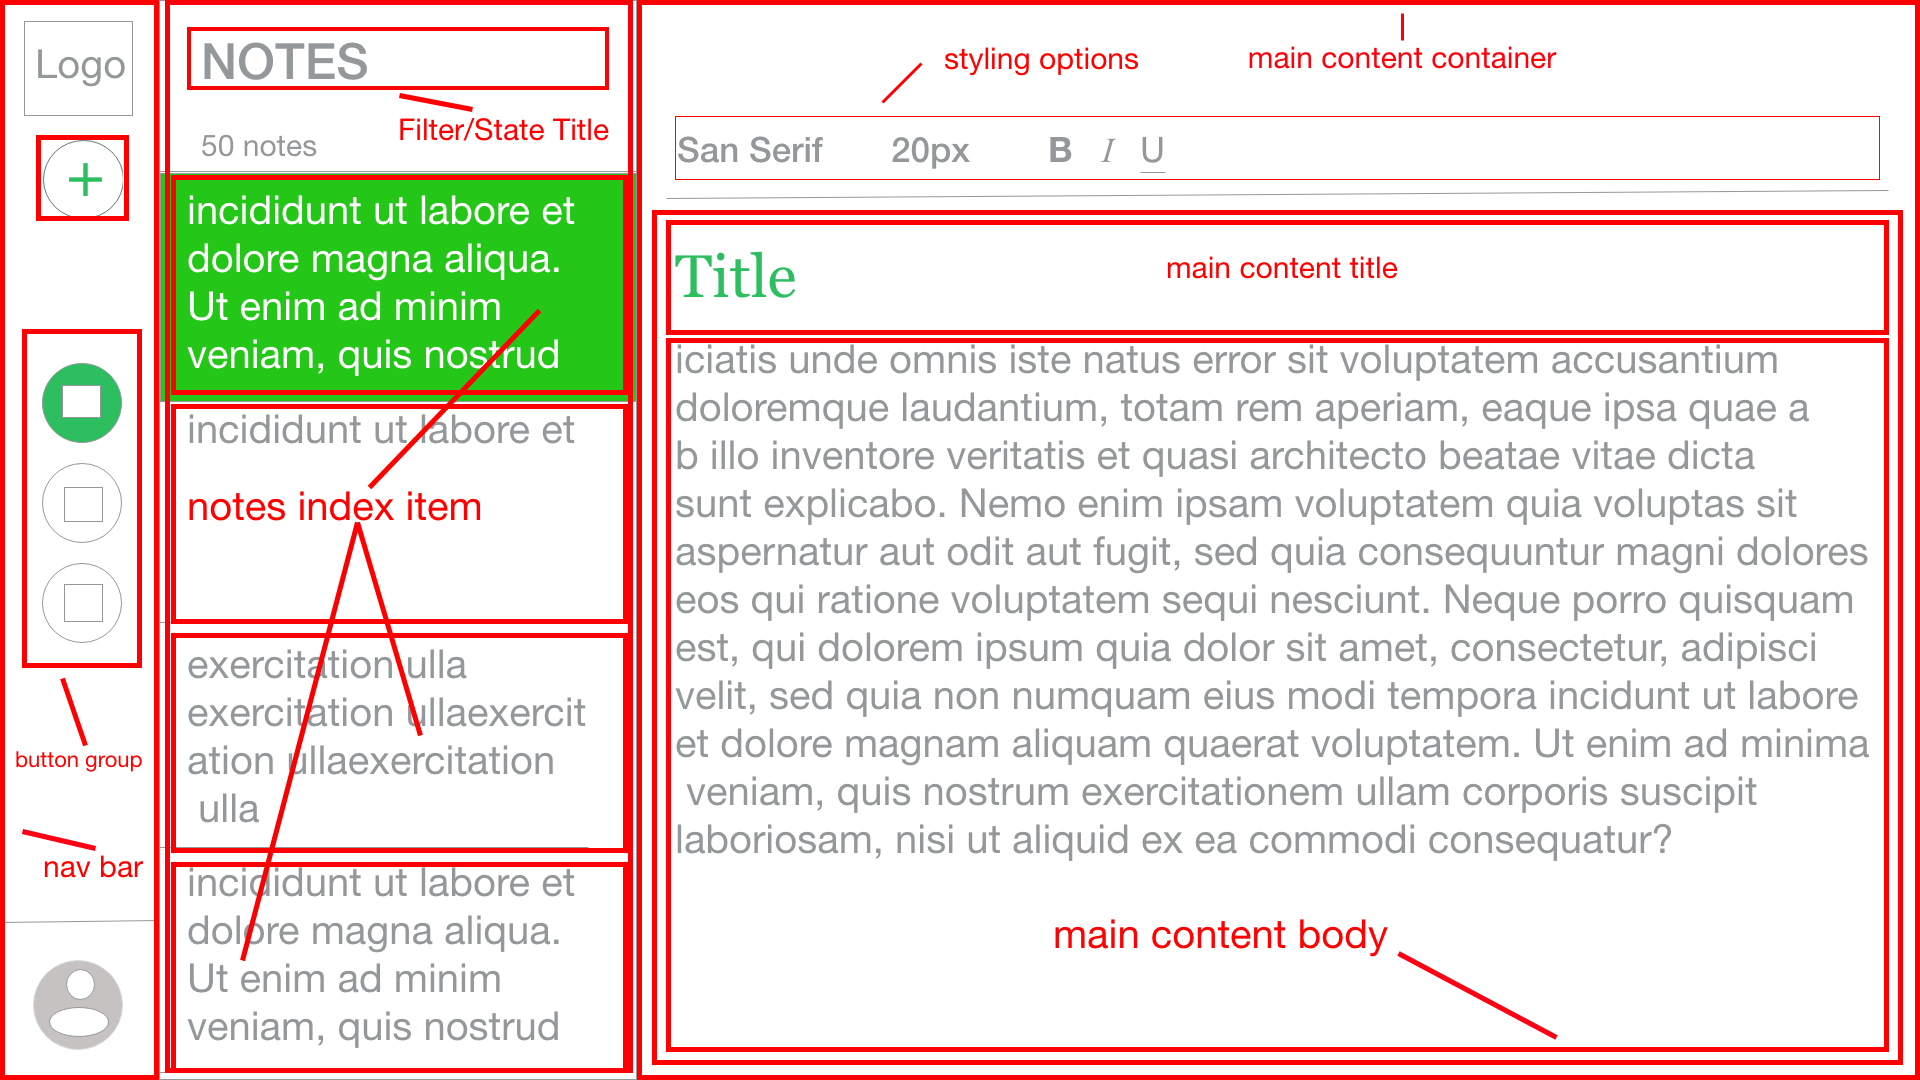 Logo
+
button group
nav bar
NOTES
Filter/State Title
50 notes
incididunt ut labore et
dolore magna aliqua.
Ut enim ad minim
veniam, quis nostrud
incididunt ut labore et
notes index item
exercitation ulla
exercitation ullaexercit
ation ullaexercitation
ulla
incididunt ut labore et
dolore magna aliqua.
Ut enim ad minim
veniam, quis nostrud
styling options
main content container
San Serif 20px B I U
Title
main content title
iciatis unde omnis iste natus error sit voluptatem accusantium
doloremque laudantium, totam rem aperiam, eaque ipsa quae a
b illo inventore veritatis et quasi architecto beatae vitae dicta
sunt explicabo. Nemo enim ipsam voluptatem quia voluptas sit
aspernatur aut odit aut fugit, sed quia consequuntur magni dolores
eos qui ratione voluptatem sequi nesciunt. Neque porro quisquam
est, qui dolorem ipsum quia dolor sit amet, consectetur, adipisci
velit, sed quia non numquam eius modi tempora incidunt ut labore
et dolore magnam aliquam quaerat voluptatem. Ut enim ad minima
veniam, quis nostrum exercitationem ullam corporis suscipit
laboriosam, nisi ut aliquid ex ea commodi consequatur?
main content body